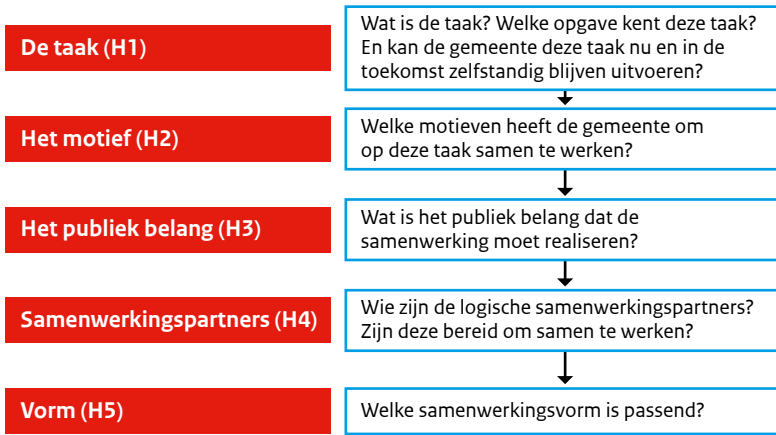 De taak (H1)
Wat is de taak? Welke opgave kent deze taak?
En kan de gemeente deze taak nu en in de
toekomst zelfstandig blijven uitvoeren?
Het motief (H2)
Welke motieven heeft de gemeente om
op deze taak samen te werken?
Het publiek belang (H3)
Wat is het publiek belang dat de
samenwerking moet realiseren?
Samenwerkingspartners (H4)
Wie zijn de logische samenwerkingspartners?
Zijn deze bereid om samen te werken?
Vorm (H5)
Welke samenwerkingsvorm is passend?